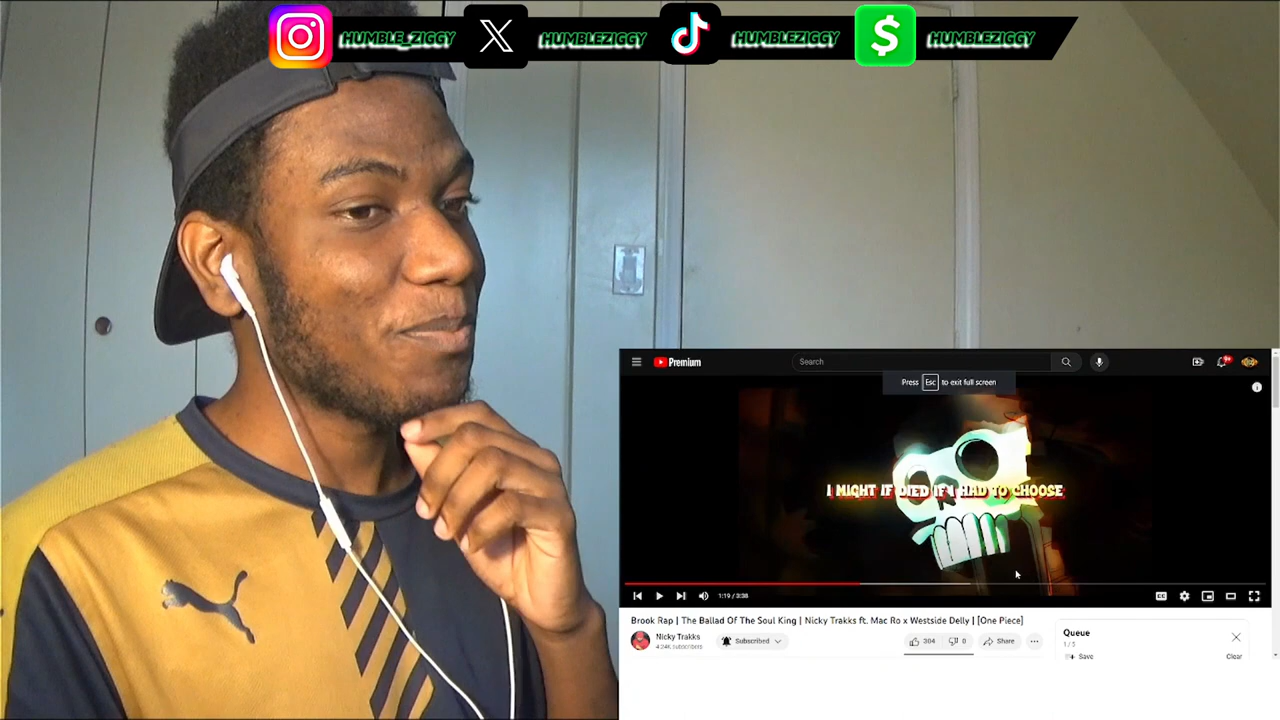 HUMBLE_ZIGGY HUMBLEZIGGY HUMBLEZIGGY HUMBLEZIGGY
Premium Search
Press Esc to exit full screen
I MIGHT IF DIED IF I HAD TO CHOOSE
1:19 / 3:38
Brook Rap | The Ballad Of The Soul King | Nicky Trakks ft. Mac Ro x Westside Delly | [One Piece]
Nicky Trakks
Subscribed 304 0 Share
Queue
1 / 5
Save Clear